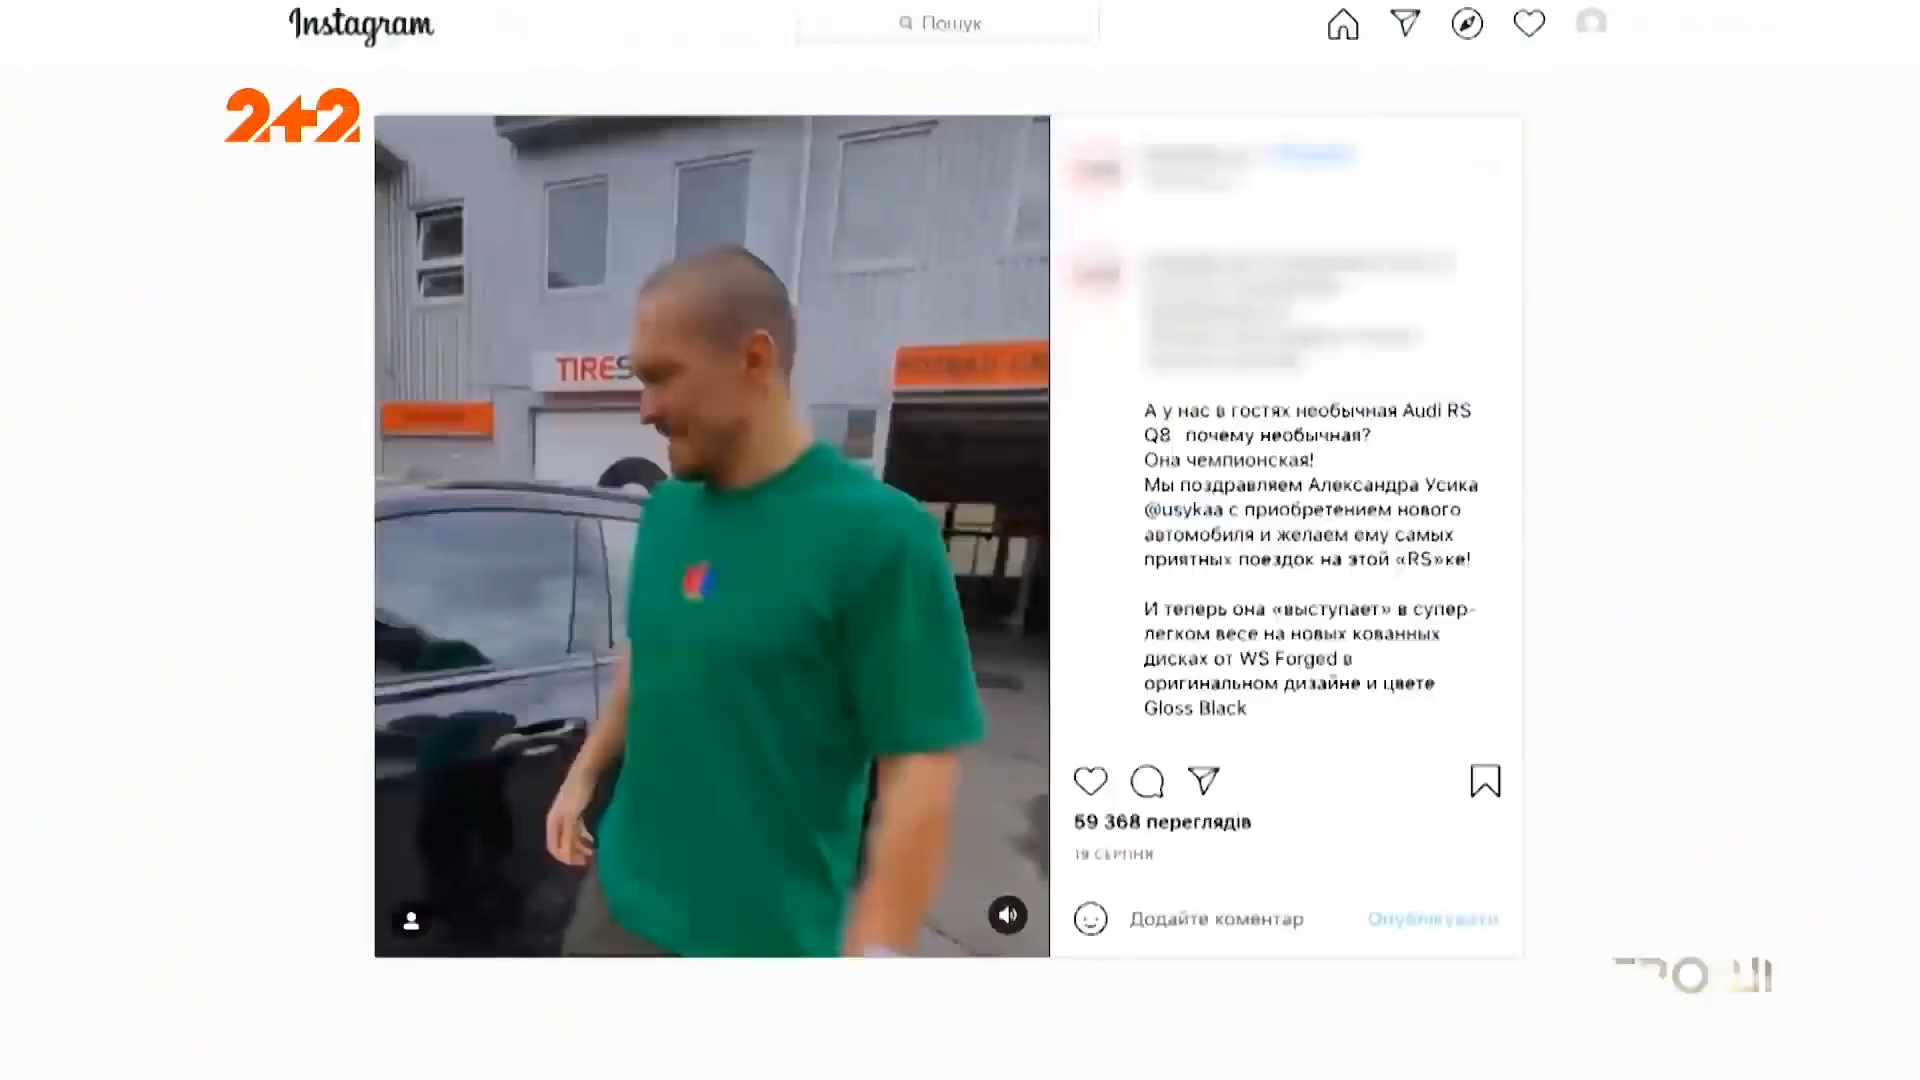 Instagram
Пошук
2+2
TIRES
А у нас в гостях необычная Audi RS
Q8 почему необычная?
Она чемпионская!
Мы поздравляем Александра Усика
@usykaa с приобретением нового
автомобиля и желаем ему самых
приятных поездок на этой «RS»ке!
И теперь она «выступает» в супер-
легком весе на новых кованных
дисках от WS Forged в
оригинальном дизайне и цвете
Gloss Black
59 368 переглядів
19 СЕРПНЯ
Додайте коментар
Опублікувати